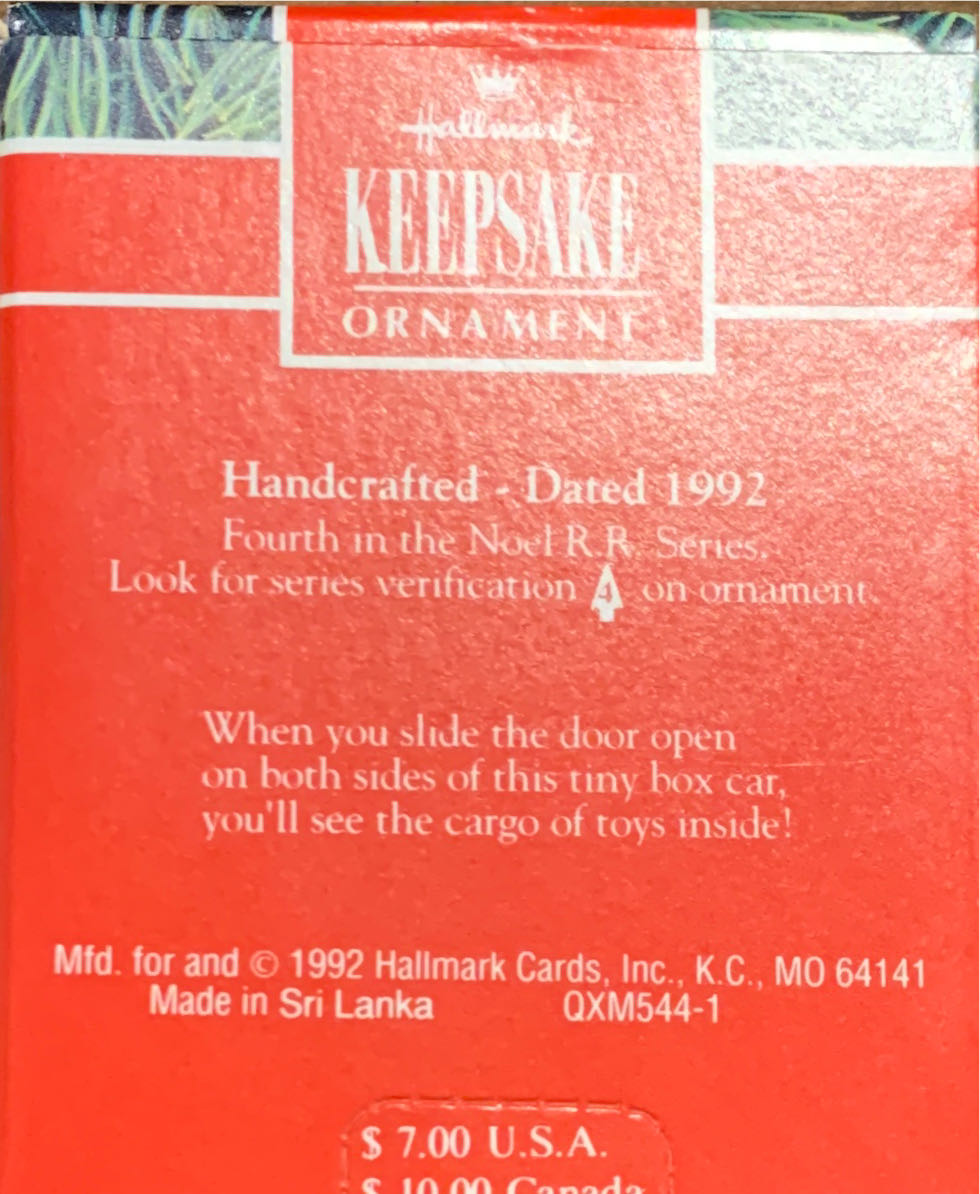 Hallmark
KEEPSAKE
ORNAMENT
Handcrafted - Dated 1992
Fourth in the Noel R.R. Series.
Look for series verification 4 on ornament.
When you slide the door open
on both sides of this tiny box car,
you'll see the cargo of toys inside!
Mfd. for and © 1992 Hallmark Cards, Inc., K.C., MO 64141
Made in Sri Lanka QXM544-1
$ 7.00 U.S.A.
$ 10.00 Canada